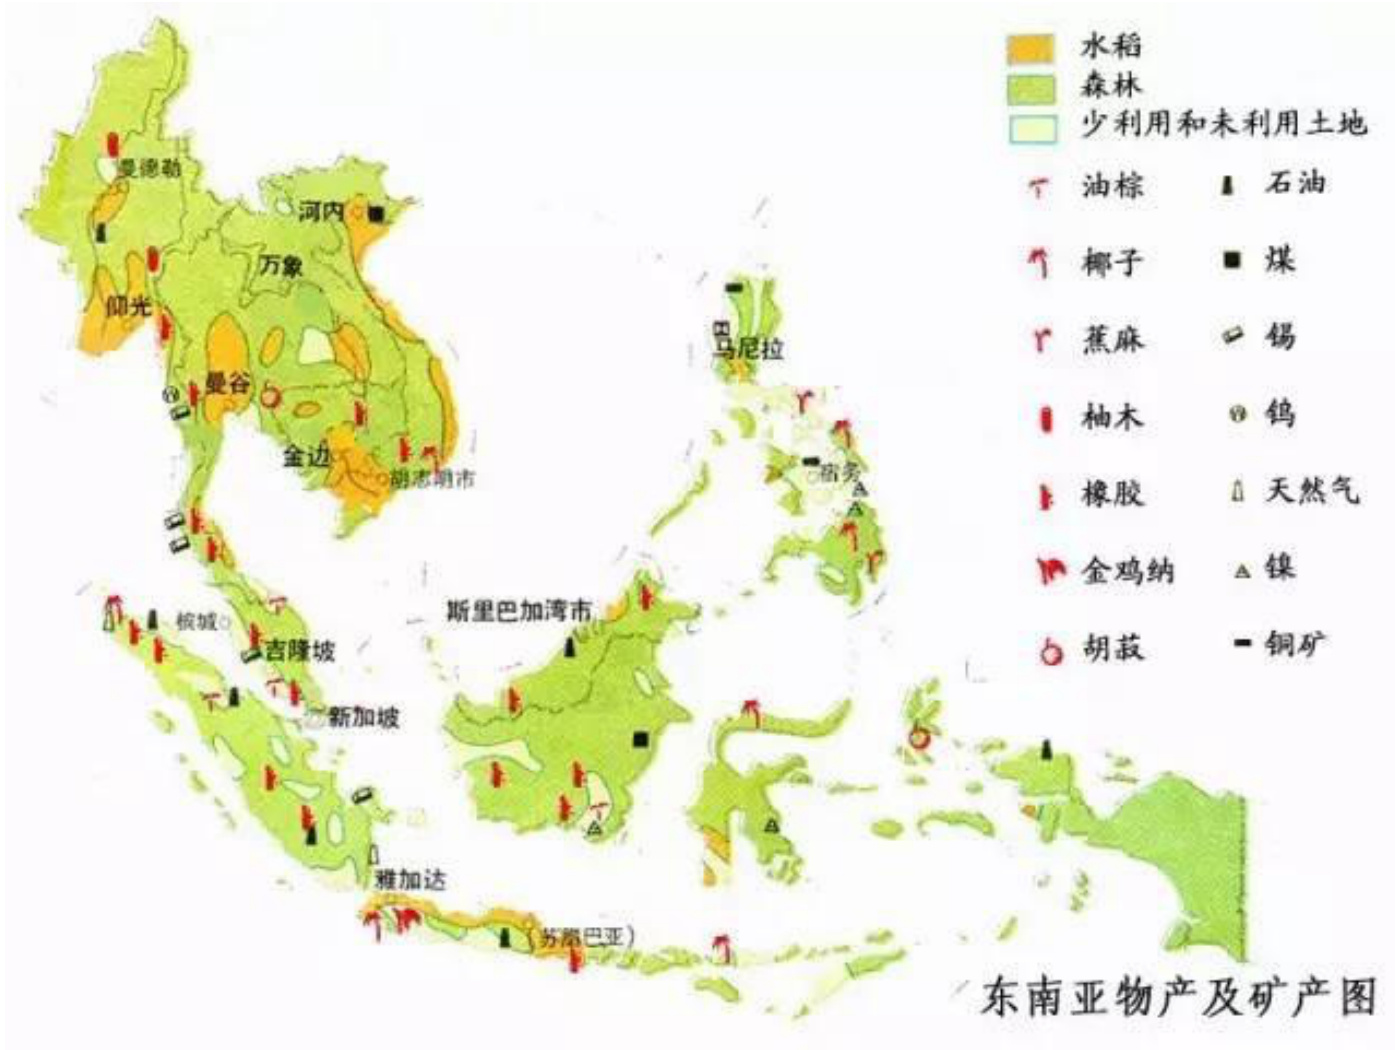 水稻
森林
少利用和未利用土地
油棕 石油
椰子 煤
蕉麻 锡
柚木 钨
橡胶 天然气
金鸡纳 镍
胡菽 铜矿
曼德勒
河内
万象
仰光
马尼拉
曼谷
金边
胡志明市
宿务
斯里巴加湾市
槟城
吉隆坡
新加坡
雅加达
苏腊巴亚)
东南亚物产及矿产图